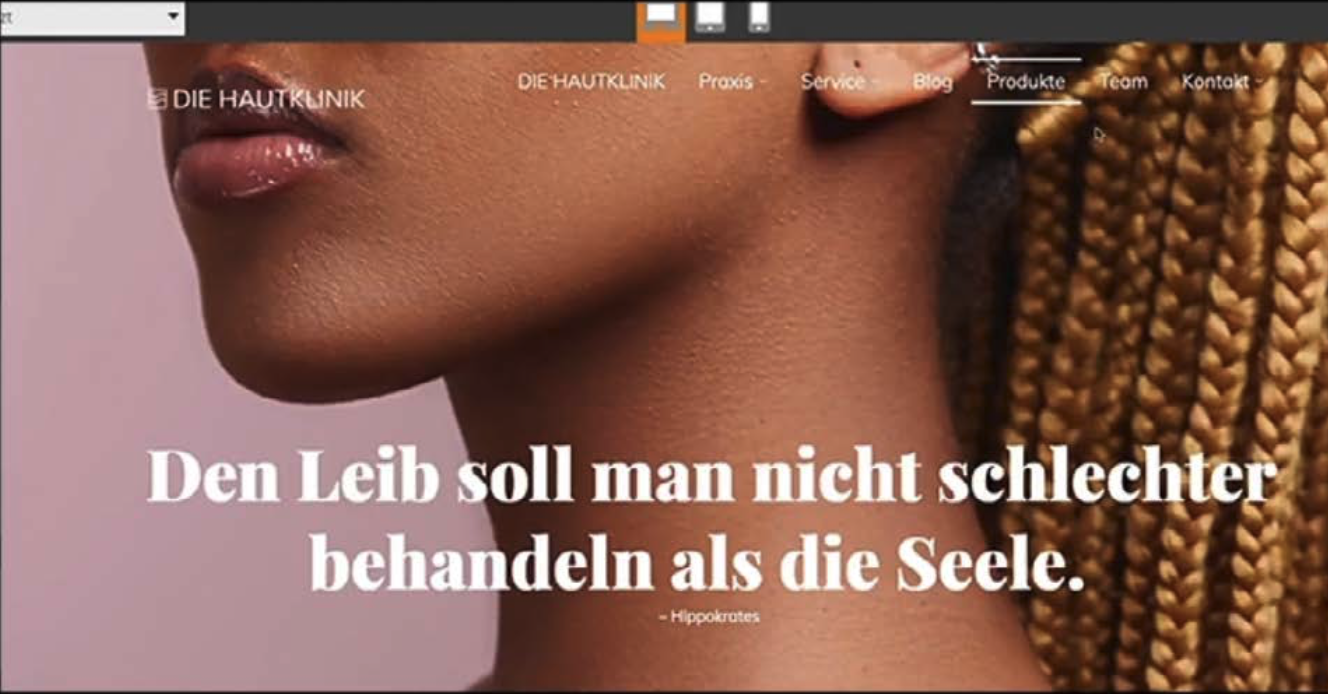 zt
DIE HAUTKLINIK
DIE HAUTKLINIK Praxis Service Blog Produkte Team Kontakt
Den Leib soll man nicht schlechter
behandeln als die Seele.
– Hippokrates